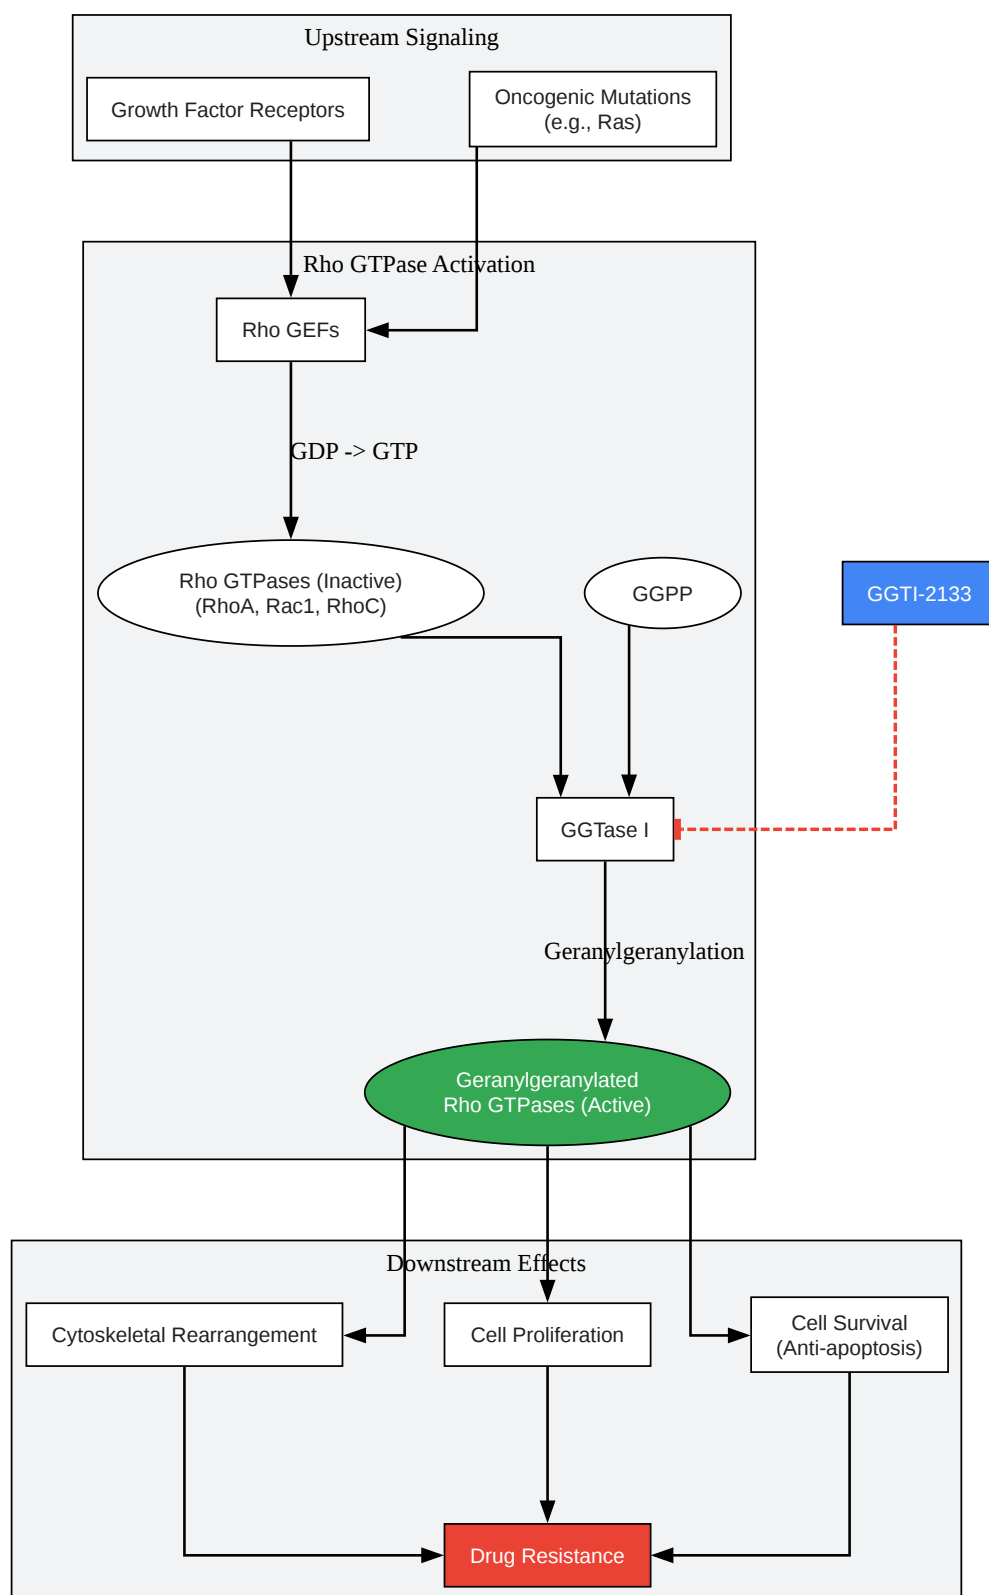 Upstream Signaling
Growth Factor Receptors
Oncogenic Mutations
(e.g., Ras)
Rho GTPase Activation
Rho GEFs
GDP -> GTP
Rho GTPases (Inactive)
(RhoA, Rac1, RhoC)
GGPP
GGTI-2133
GGTase I
Geranylgeranylation
Geranylgeranylated
Rho GTPases (Active)
Downstream Effects
Cytoskeletal Rearrangement
Cell Proliferation
Cell Survival
(Anti-apoptosis)
Drug Resistance